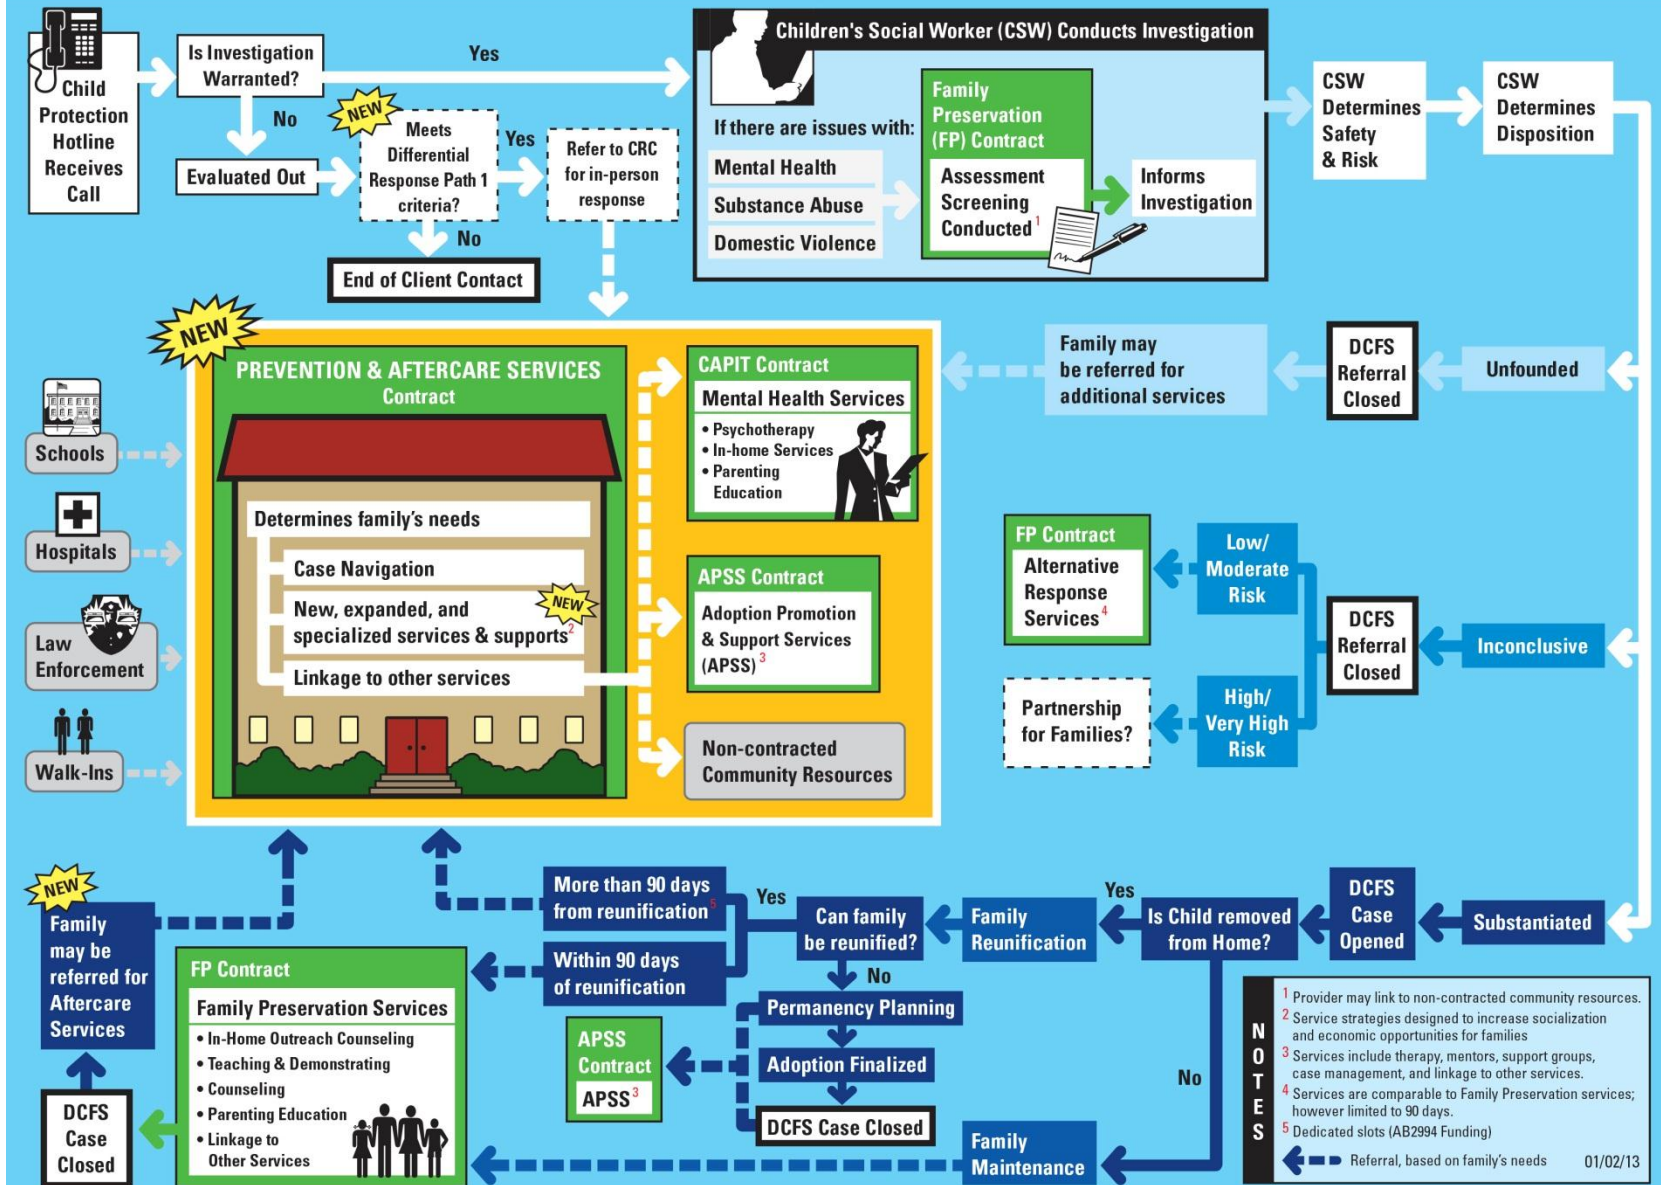 Child
Protection
Hotline
Receives
Call
Is Investigation
Warranted?
Yes
No
Evaluated Out
NEW
Meets
Differential
Response Path 1
criteria?
Yes
No
Refer to CRC
for in-person
response
End of Client Contact
Children's Social Worker (CSW) Conducts Investigation
If there are issues with:
Mental Health
Substance Abuse
Domestic Violence
Family
Preservation
(FP) Contract
Assessment
Screening
Conducted 1
Informs
Investigation
CSW
Determines
Safety
& Risk
CSW
Determines
Disposition
NEW
PREVENTION & AFTERCARE SERVICES
Contract
Determines family's needs
Case Navigation
New, expanded, and
specialized services & supports 2
NEW
Linkage to other services
CAPIT Contract
Mental Health Services
• Psychotherapy
• In-home Services
• Parenting
Education
APSS Contract
Adoption Promotion
& Support Services
(APSS) 3
Non-contracted
Community Resources
Schools
Hospitals
Law
Enforcement
Walk-Ins
Family may
be referred for
additional services
DCFS
Referral
Closed
Unfounded
FP Contract
Alternative
Response
Services 4
Low/
Moderate
Risk
Partnership
for Families?
High/
Very High
Risk
DCFS
Referral
Closed
Inconclusive
NEW
Family
may be
referred for
Aftercare
Services
DCFS
Case
Closed
FP Contract
Family Preservation Services
• In-Home Outreach Counseling
• Teaching & Demonstrating
• Counseling
• Parenting Education
• Linkage to
Other Services
More than 90 days
from reunification 5
Within 90 days
of reunification
Yes
Can family
be reunified?
No
Permanency Planning
Adoption Finalized
DCFS Case Closed
APSS
Contract
APSS 3
Family
Reunification
Yes
Is Child removed
from Home?
No
Family
Maintenance
DCFS
Case
Opened
Substantiated
NOTES
1 Provider may link to non-contracted community resources.
2 Service strategies designed to increase socialization
and economic opportunities for families
3 Services include therapy, mentors, support groups,
case management, and linkage to other services.
4 Services are comparable to Family Preservation services;
however limited to 90 days.
5 Dedicated slots (AB2994 Funding)
Referral, based on family's needs
01/02/13